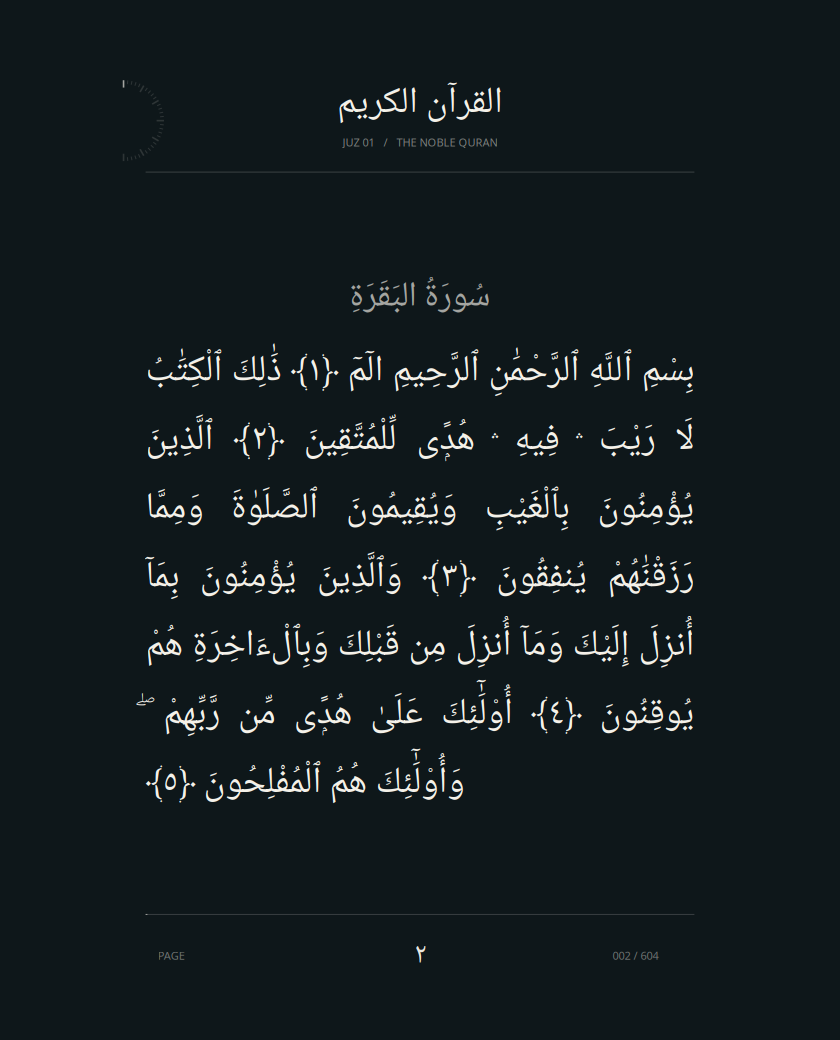 القرآن الكريم
JUZ 01 / THE NOBLE QURAN
سُورَةُ البَقَرَةِ
بِسْمِ ٱللَّهِ ٱلرَّحْمَٰنِ ٱلرَّحِيمِ الٓمٓ ﴿١﴾ ذَٰلِكَ ٱلْكِتَٰبُ
لَا رَيْبَ ۛ فِيهِ ۛ هُدًۭى لِّلْمُتَّقِينَ ﴿٢﴾ ٱلَّذِينَ
يُؤْمِنُونَ بِٱلْغَيْبِ وَيُقِيمُونَ ٱلصَّلَوٰةَ وَمِمَّا
رَزَقْنَٰهُمْ يُنفِقُونَ ﴿٣﴾ وَٱلَّذِينَ يُؤْمِنُونَ بِمَآ
أُنزِلَ إِلَيْكَ وَمَآ أُنزِلَ مِن قَبْلِكَ وَبِٱلْءَاخِرَةِ هُمْ
يُوقِنُونَ ﴿٤﴾ أُو۟لَٰٓئِكَ عَلَىٰ هُدًۭى مِّن رَّبِّهِمْ ۖ
وَأُو۟لَٰٓئِكَ هُمُ ٱلْمُفْلِحُونَ ﴿٥﴾
PAGE ٢ 002 / 604